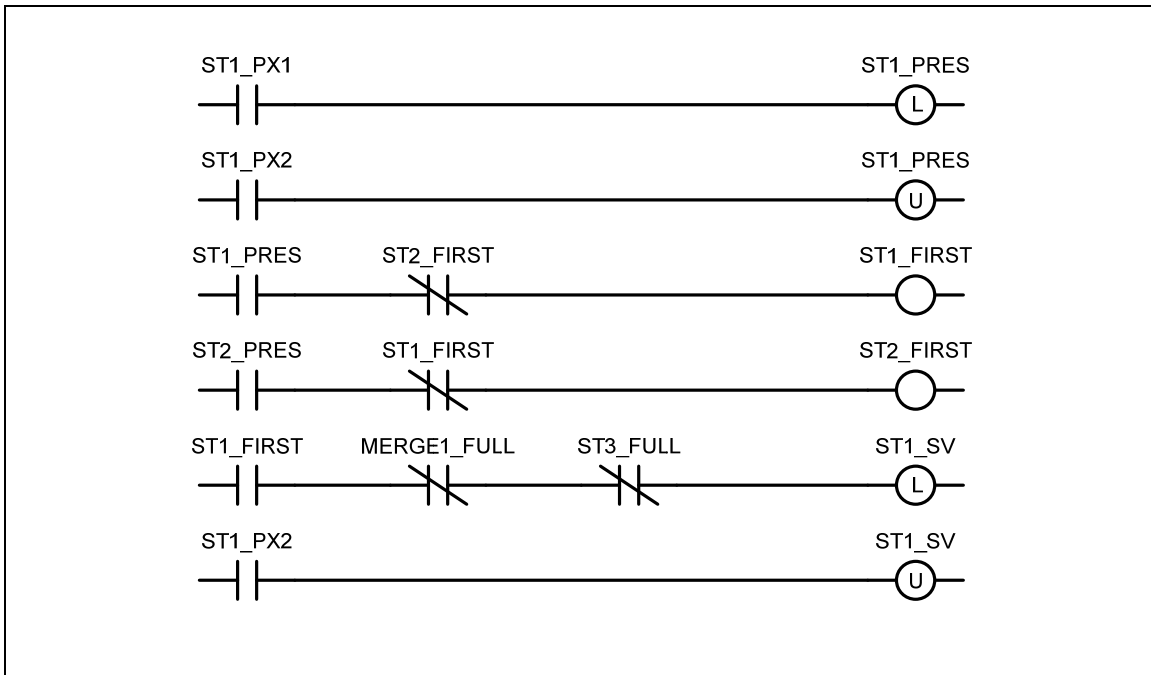 ST1_PX1 ST1_PRES
L
ST1_PX2 ST1_PRES
U
ST1_PRES ST2_FIRST ST1_FIRST
ST2_PRES ST1_FIRST ST2_FIRST
ST1_FIRST MERGE1_FULL ST3_FULL ST1_SV
L
ST1_PX2 ST1_SV
U